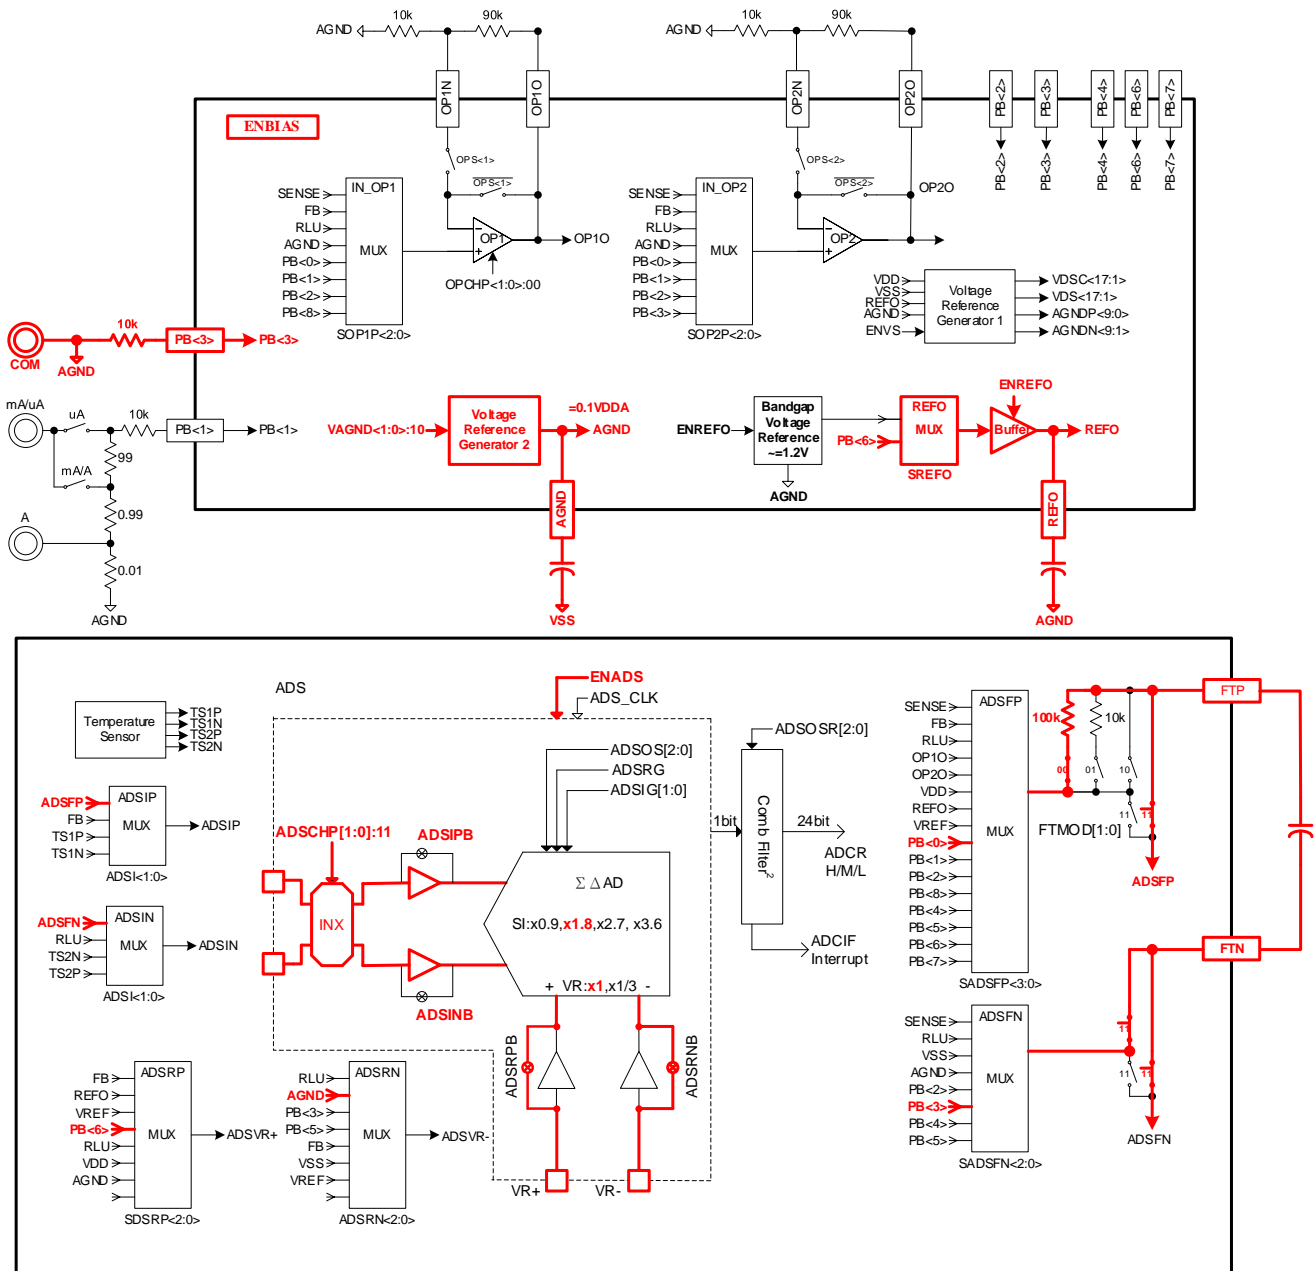 10k
90k
AGND
10k
90k
AGND
OP1N
OP1O
OP2N
OP2O
PB<2>
PB<3>
PB<4>
PB<6>
PB<7>
ENBIAS
OPS<1>
OPS<2>
PB<2>
PB<3>
PB<4>
PB<6>
PB<7>
IN_OP1
OPS<1>
IN_OP2
OPS<2>
SENSE
FB
RLU
AGND
PB<0>
PB<1>
PB<2>
PB<8>
MUX
SOP1P<2:0>
OP1
OP1O
OPCHP<1:0>:00
SENSE
FB
RLU
AGND
PB<0>
PB<1>
PB<2>
PB<3>
MUX
SOP2P<2:0>
OP2
OP2O
VDD
VSS
REFO
AGND
ENVS
Voltage
Reference
Generator 1
VDSC<17:1>
VDS<17:1>
AGNDP<9:0>
AGNDN<9:1>
COM
AGND
10k
PB<3>
PB<3>
mA/uA
uA
10k
PB<1>
PB<1>
99
mA/A
0.99
A
0.01
AGND
VAGND<1:0>:10
Voltage
Reference
Generator 2
=0.1VDDA
AGND
AGND
VSS
ENREFO
Bandgap
Voltage
Reference
~=1.2V
AGND
PB<6>
REFO
MUX
SREFO
ENREFO
Buffer
REFO
REFO
AGND
ADS
ENADS
ADS_CLK
Temperature
Sensor
TS1P
TS1N
TS2P
TS2N
ADSFP
FB
TS1P
TS1N
ADSIP
MUX
ADSI<1:0>
ADSIP
ADSFN
RLU
TS2N
TS2P
ADSIN
MUX
ADSI<1:0>
ADSIN
ADSOS[2:0]
ADSRG
ADSIG[1:0]
ADSCHP[1:0]:11
ADSIPB
INX
ADSINB
Σ Δ AD
SI:x0.9,x1.8,x2.7, x3.6
+ VR:x1,x1/3 -
ADSRPB
ADSRNB
VR+
VR-
1bit
ADSOSR[2:0]
Comb Filter²
24bit
ADCR
H/M/L
ADCIF
Interrupt
FB
REFO
VREF
PB<6>
RLU
VDD
AGND
ADSRP
MUX
SDSRP<2:0>
ADSVR+
RLU
AGND
PB<3>
PB<5>
FB
VSS
VREF
ADSRN
MUX
ADSRN<2:0>
ADSVR-
SENSE
FB
RLU
OP1O
OP2O
VDD
REFO
VREF
PB<0>
PB<1>
PB<2>
PB<8>
PB<4>
PB<5>
PB<6>
PB<7>
ADSFP
MUX
SADSFP<3:0>
100k
10k
00
01
10
11
11
FTMOD[1:0]
ADSFP
FTP
SENSE
RLU
VSS
AGND
PB<2>
PB<3>
PB<4>
PB<5>
ADSFN
MUX
SADSFN<2:0>
11
11
11
ADSFN
FTN